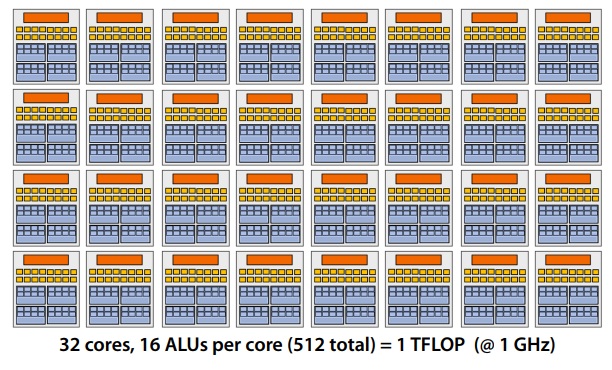 32 cores, 16 ALUs per core (512 total) = 1 TFLOP (@ 1 GHz)